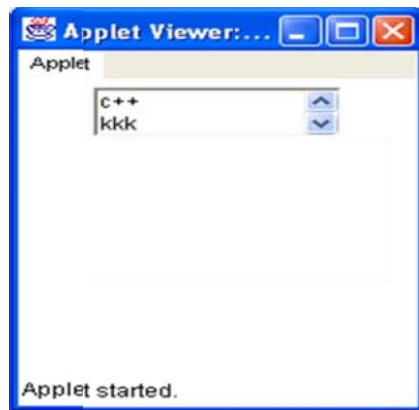 Applet Viewer:...
Applet
c++
kkk
Applet started.